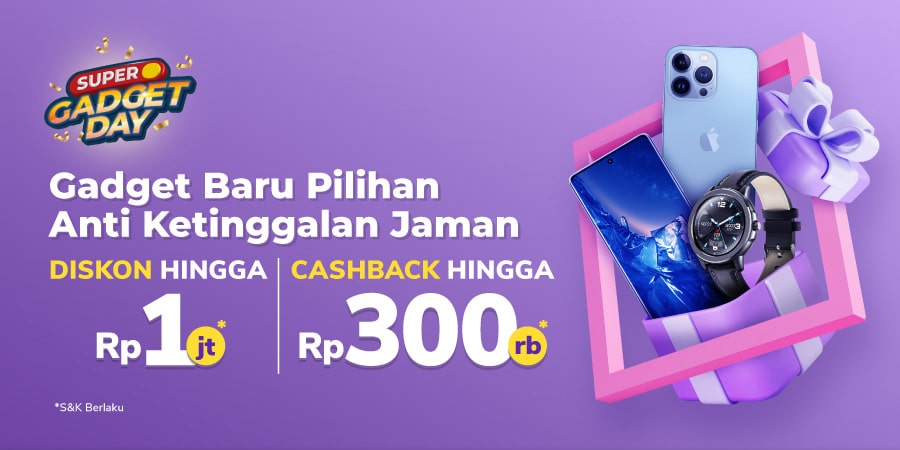 SUPER
GADGET
DAY
Gadget Baru Pilihan
Anti Ketinggalan Jaman
DISKON HINGGA
Rp1jt*
CASHBACK HINGGA
Rp300rb*
*S&K Berlaku